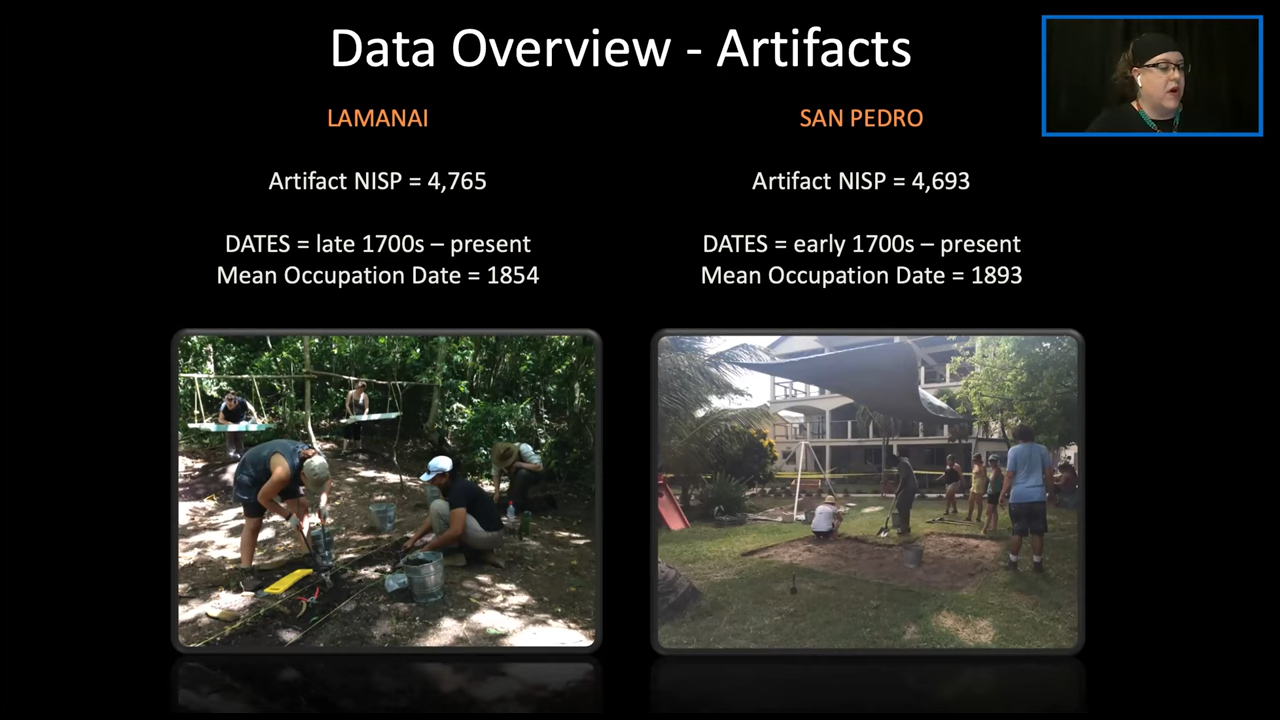 Data Overview - Artifacts
LAMANAI
Artifact NISP = 4,765
DATES = late 1700s – present
Mean Occupation Date = 1854
SAN PEDRO
Artifact NISP = 4,693
DATES = early 1700s – present
Mean Occupation Date = 1893